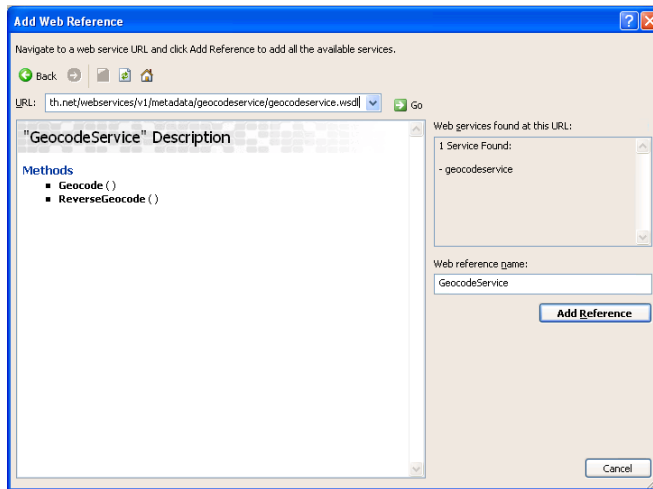 Add Web Reference
Navigate to a web service URL and click Add Reference to add all the available services.
Back
URL: th.net/webservices/v1/metadata/geocodeservice/geocodeservice.wsdl Go
"GeocodeService" Description
Methods
Geocode ()
ReverseGeocode ()
Web services found at this URL:
1 Service Found:
- geocodeservice
Web reference name:
GeocodeService
Add Reference
Cancel